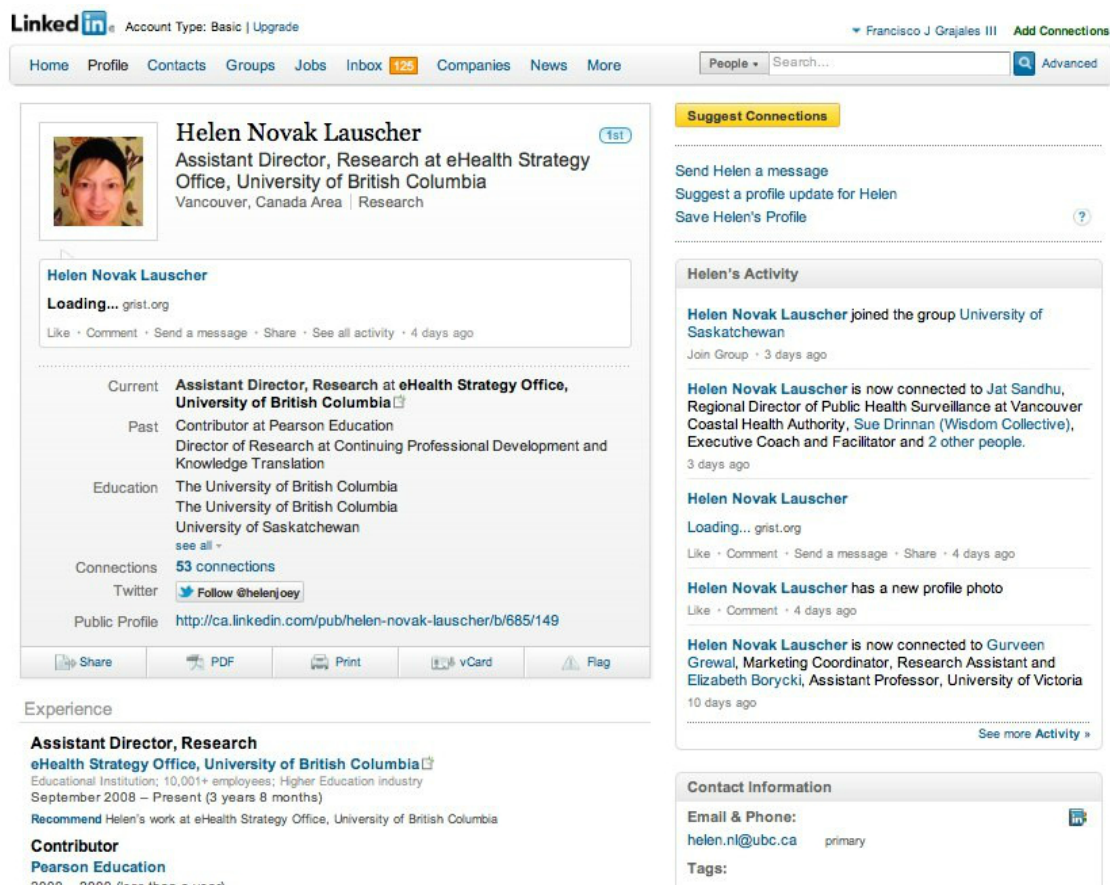 Linked in® Account Type: Basic | Upgrade
Francisco J Grajales III Add Connections
Home Profile Contacts Groups Jobs Inbox 125 Companies News More
People Search... Advanced
Helen Novak Lauscher 1st
Assistant Director, Research at eHealth Strategy
Office, University of British Columbia
Vancouver, Canada Area | Research
Helen Novak Lauscher
Loading... grist.org
Like · Comment · Send a message · Share · See all activity · 4 days ago
Current Assistant Director, Research at eHealth Strategy Office,
University of British Columbia
Past Contributor at Pearson Education
Director of Research at Continuing Professional Development and
Knowledge Translation
Education The University of British Columbia
The University of British Columbia
University of Saskatchewan
see all
Connections 53 connections
Twitter Follow @helenjoey
Public Profile http://ca.linkedin.com/pub/helen-novak-lauscher/b/685/149
Share PDF Print vCard Flag
Experience
Assistant Director, Research
eHealth Strategy Office, University of British Columbia
Educational Institution; 10,001+ employees; Higher Education industry
September 2008 – Present (3 years 8 months)
Recommend Helen's work at eHealth Strategy Office, University of British Columbia
Contributor
Pearson Education
2008 – 2009 (less than a year)
Suggest Connections
Send Helen a message
Suggest a profile update for Helen
Save Helen's Profile ?
Helen's Activity
Helen Novak Lauscher joined the group University of
Saskatchewan
Join Group · 3 days ago
Helen Novak Lauscher is now connected to Jat Sandhu,
Regional Director of Public Health Surveillance at Vancouver
Coastal Health Authority, Sue Drinnan (Wisdom Collective),
Executive Coach and Facilitator and 2 other people.
3 days ago
Helen Novak Lauscher
Loading... grist.org
Like · Comment · Send a message · Share · 4 days ago
Helen Novak Lauscher has a new profile photo
Like · Comment · 4 days ago
Helen Novak Lauscher is now connected to Gurveen
Grewal, Marketing Coordinator, Research Assistant and
Elizabeth Borycki, Assistant Professor, University of Victoria
10 days ago
See more Activity »
Contact Information
Email & Phone:
helen.nl@ubc.ca primary
Tags: